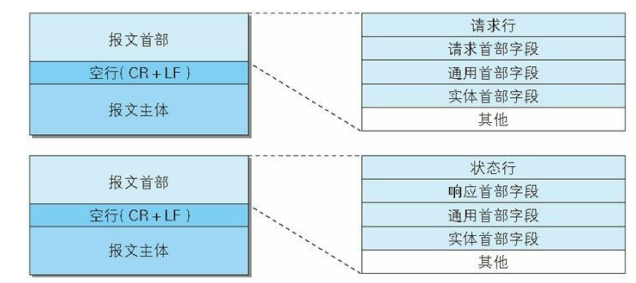 报文首部
空行(CR+LF)
报文主体
请求行
请求首部字段
通用首部字段
实体首部字段
其他
报文首部
空行(CR+LF)
报文主体
状态行
响应首部字段
通用首部字段
实体首部字段
其他